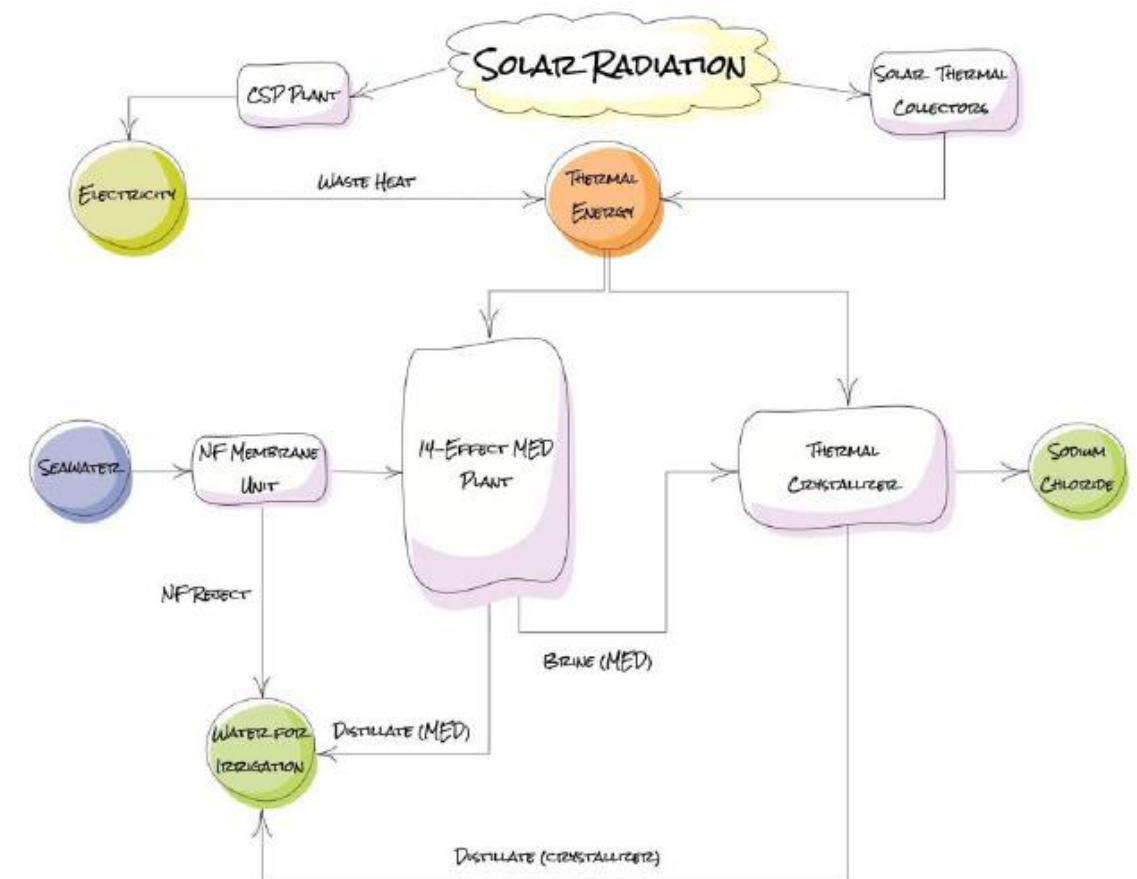 SOLAR RADIATION
CSP PLANT
SOLAR THERMAL
COLLECTORS
ELECTRICITY
WASTE HEAT
THERMAL
ENERGY
SEAWATER
NF MEMBRANE
UNIT
14-EFFECT MED
PLANT
THERMAL
CRYSTALLIZER
SODIUM
CHLORIDE
NF REJECT
BRINE (MED)
WATER FOR
IRRIGATION
DISTILLATE (MED)
DISTILLATE (CRYSTALLIZER)